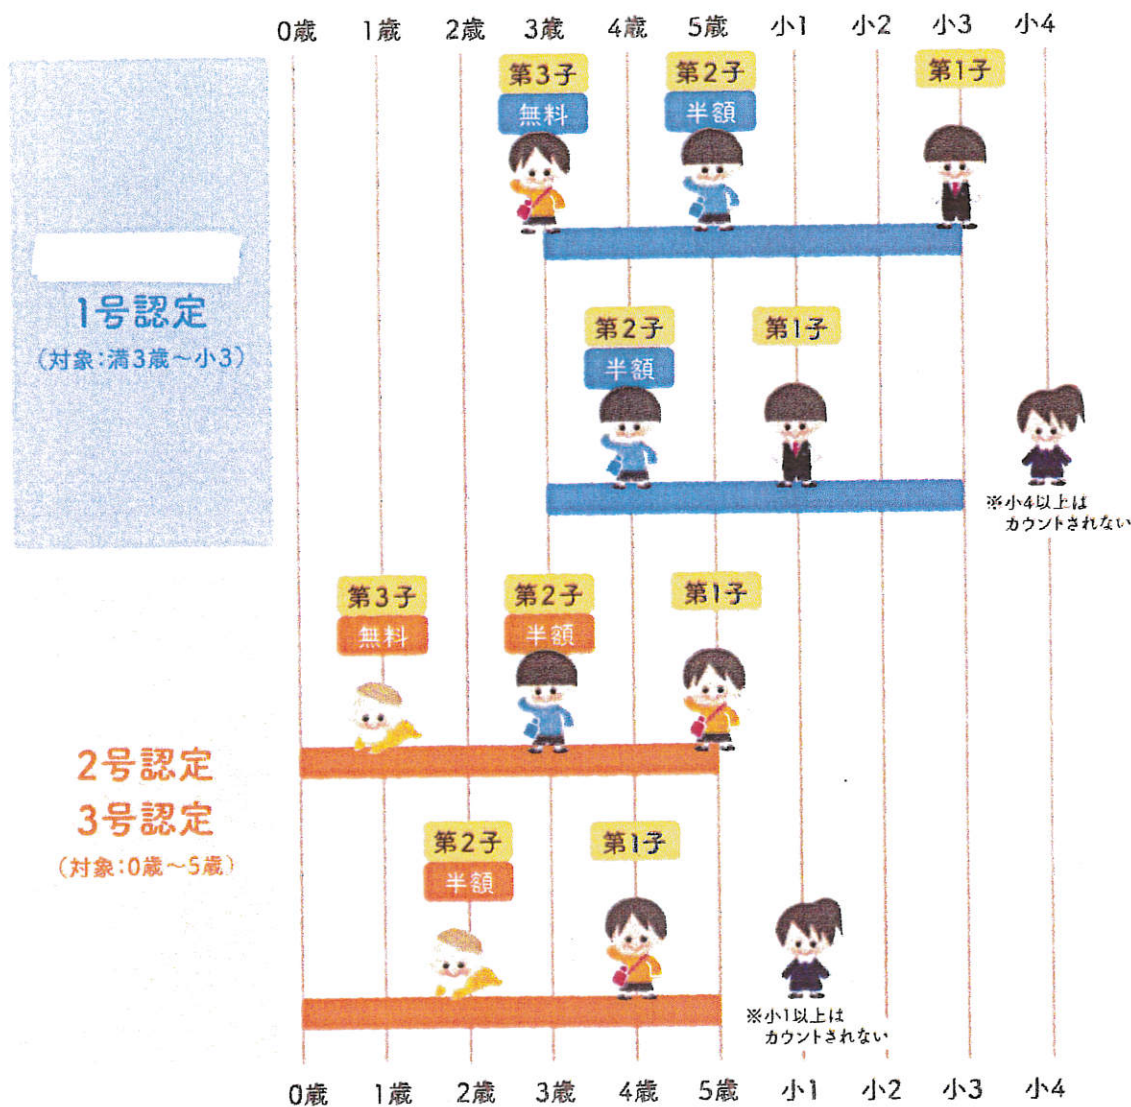 0歳 1歳 2歳 3歳 4歳 5歳 小1 小2 小3 小4
第3子 第2子 第1子
無料 半額
1号認定
(対象:満3歳~小3)
第2子 第1子
半額
※小4以上は
カウントされない
第3子 第2子 第1子
無料 半額
2号認定
3号認定
(対象:0歳~5歳)
第2子 第1子
半額
※小1以上は
カウントされない
0歳 1歳 2歳 3歳 4歳 5歳 小1 小2 小3 小4